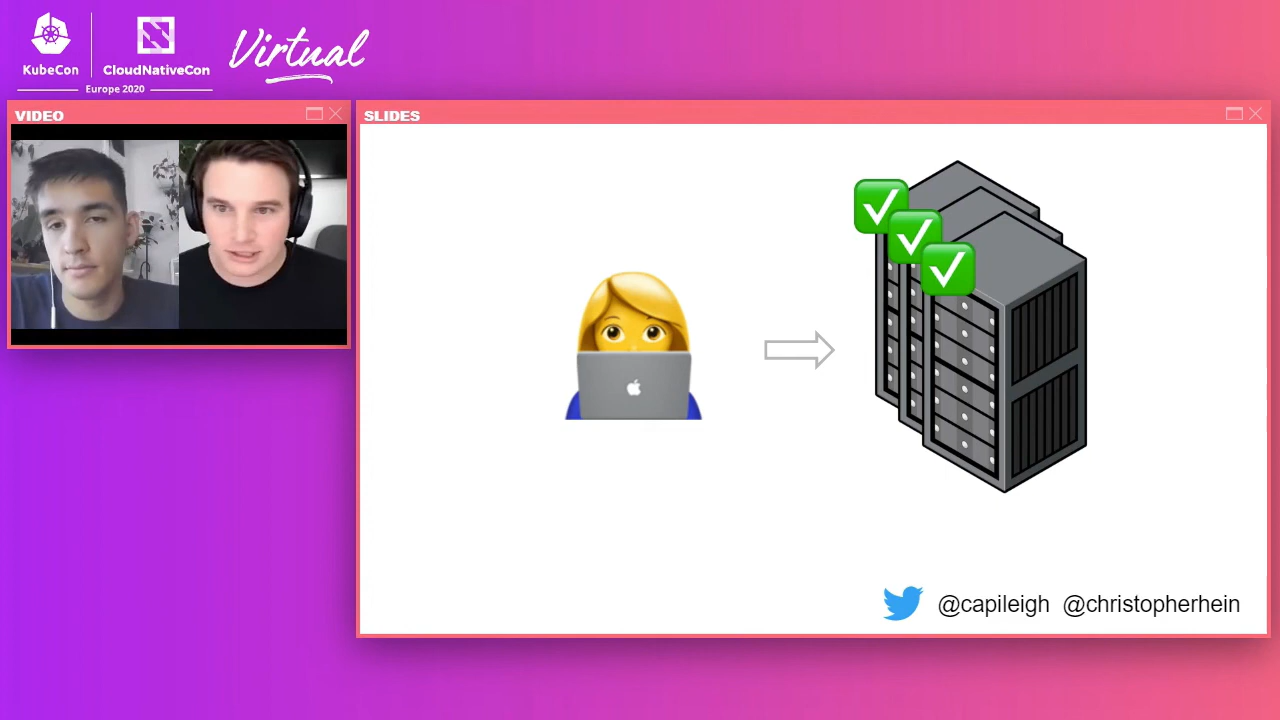 KubeCon
CloudNativeCon
Virtual
Europe 2020
VIDEO
SLIDES
@capileigh @christopherhein